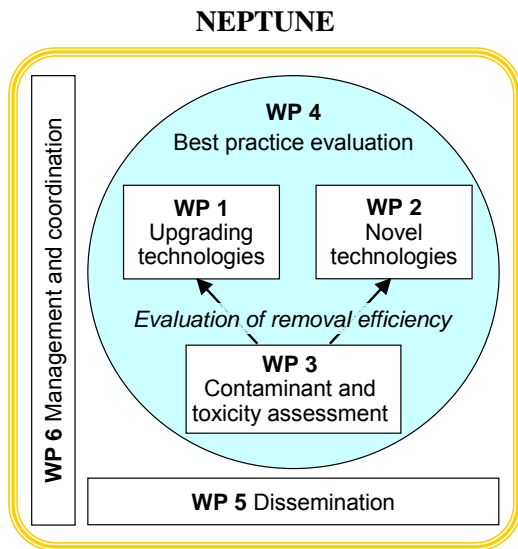 NEPTUNE
WP 6 Management and coordination
WP 4
Best practice evaluation
WP 1
Upgrading
technologies
WP 2
Novel
technologies
Evaluation of removal efficiency
WP 3
Contaminant and
toxicity assessment
WP 5 Dissemination